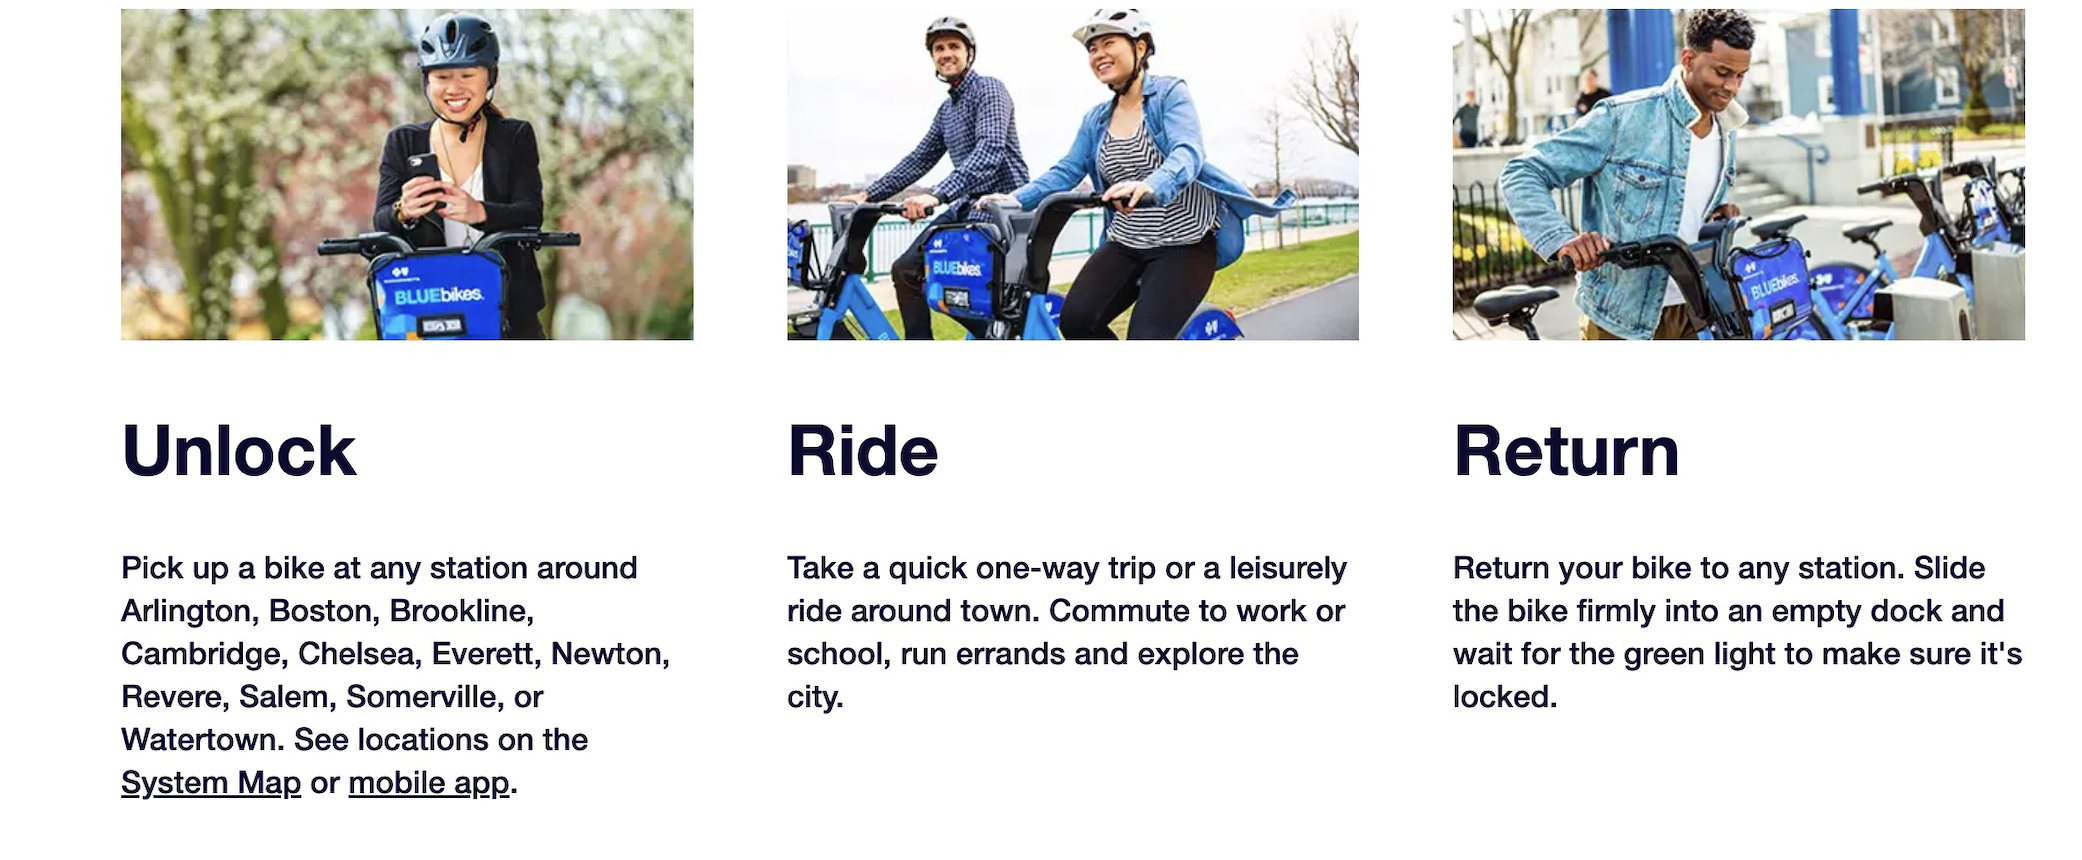 BLUEbikes.
BLUEbikes.
BLUEbikes.
Unlock
Pick up a bike at any station around
Arlington, Boston, Brookline,
Cambridge, Chelsea, Everett, Newton,
Revere, Salem, Somerville, or
Watertown. See locations on the
System Map or mobile app.
Ride
Take a quick one-way trip or a leisurely
ride around town. Commute to work or
school, run errands and explore the
city.
Return
Return your bike to any station. Slide
the bike firmly into an empty dock and
wait for the green light to make sure it's
locked.